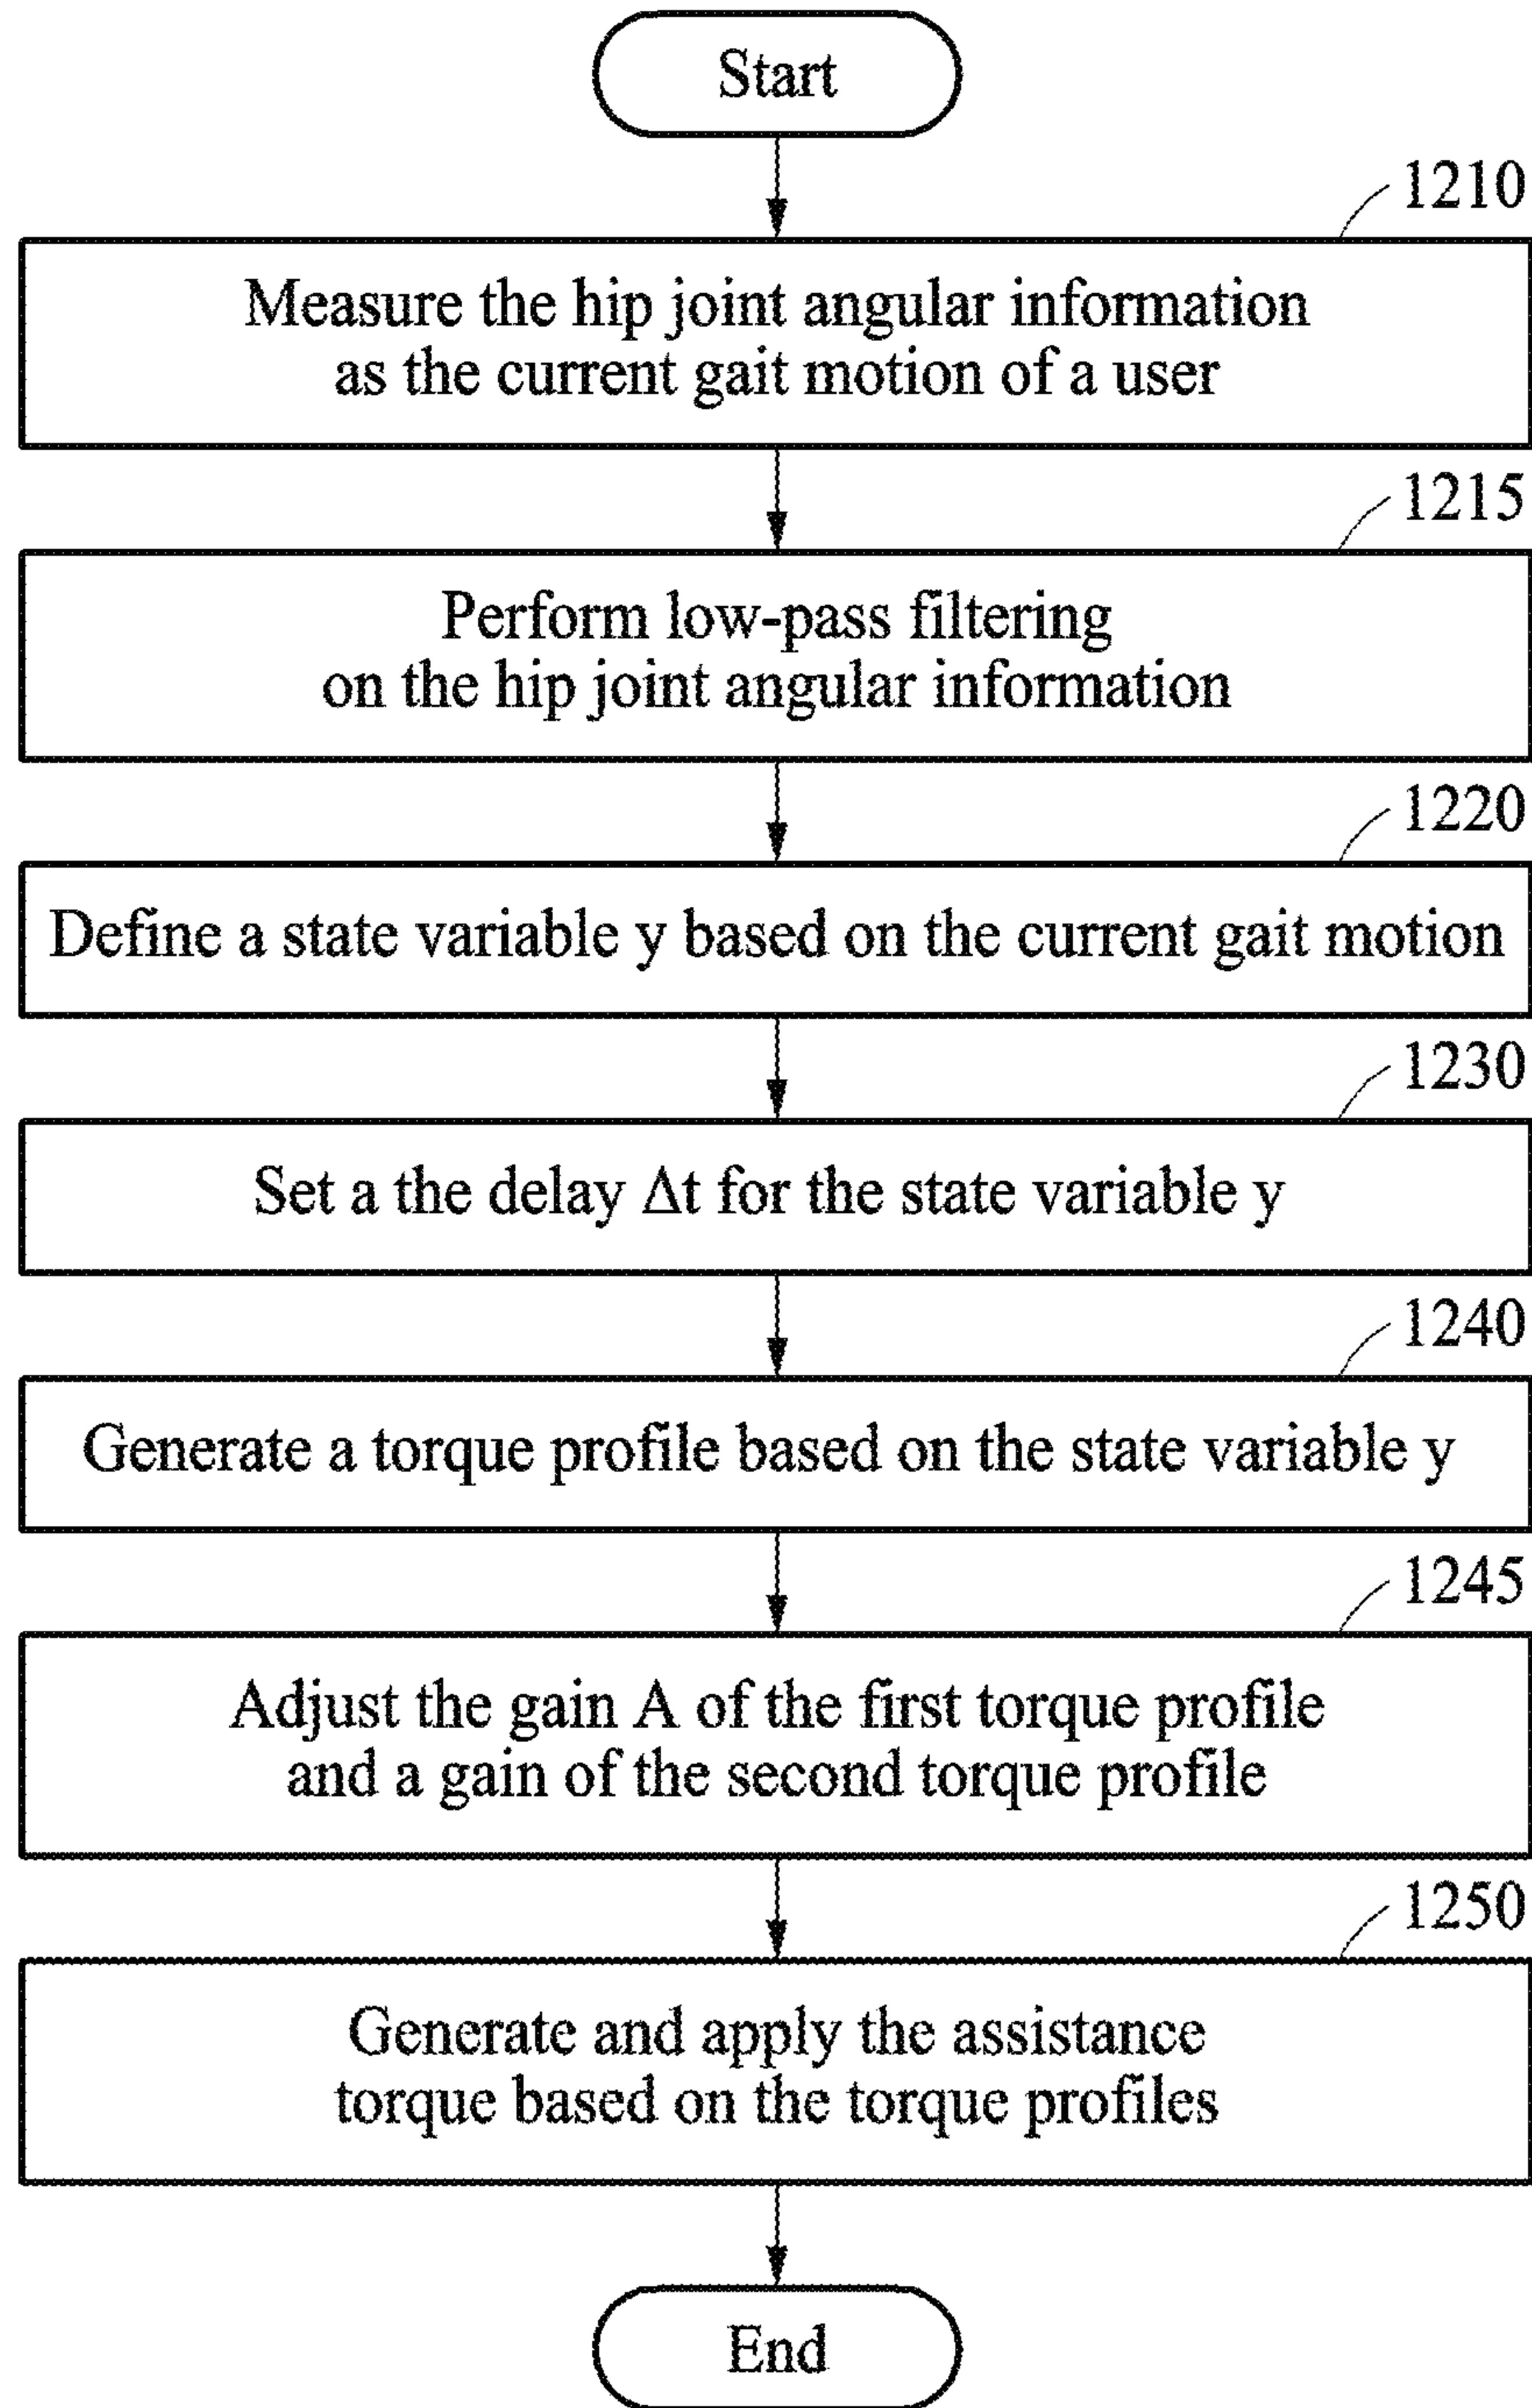 Start
1210
Measure the hip joint angular information
as the current gait motion of a user
1215
Perform low-pass filtering
on the hip joint angular information
1220
Define a state variable y based on the current gait motion
1230
Set a the delay Δt for the state variable y
1240
Generate a torque profile based on the state variable y
1245
Adjust the gain A of the first torque profile
and a gain of the second torque profile
1250
Generate and apply the assistance
torque based on the torque profiles
End